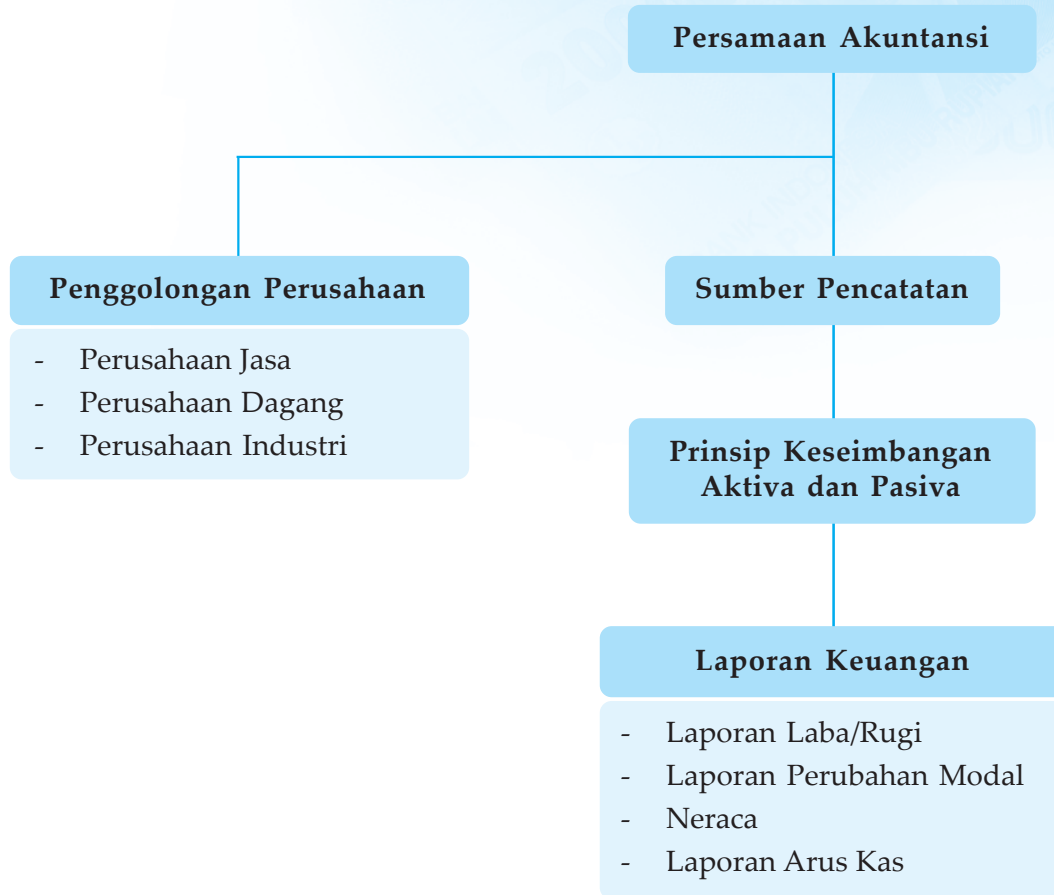 Persamaan Akuntansi
Penggolongan Perusahaan
- Perusahaan Jasa
- Perusahaan Dagang
- Perusahaan Industri
Sumber Pencatatan
Prinsip Keseimbangan
Aktiva dan Pasiva
Laporan Keuangan
- Laporan Laba/Rugi
- Laporan Perubahan Modal
- Neraca
- Laporan Arus Kas